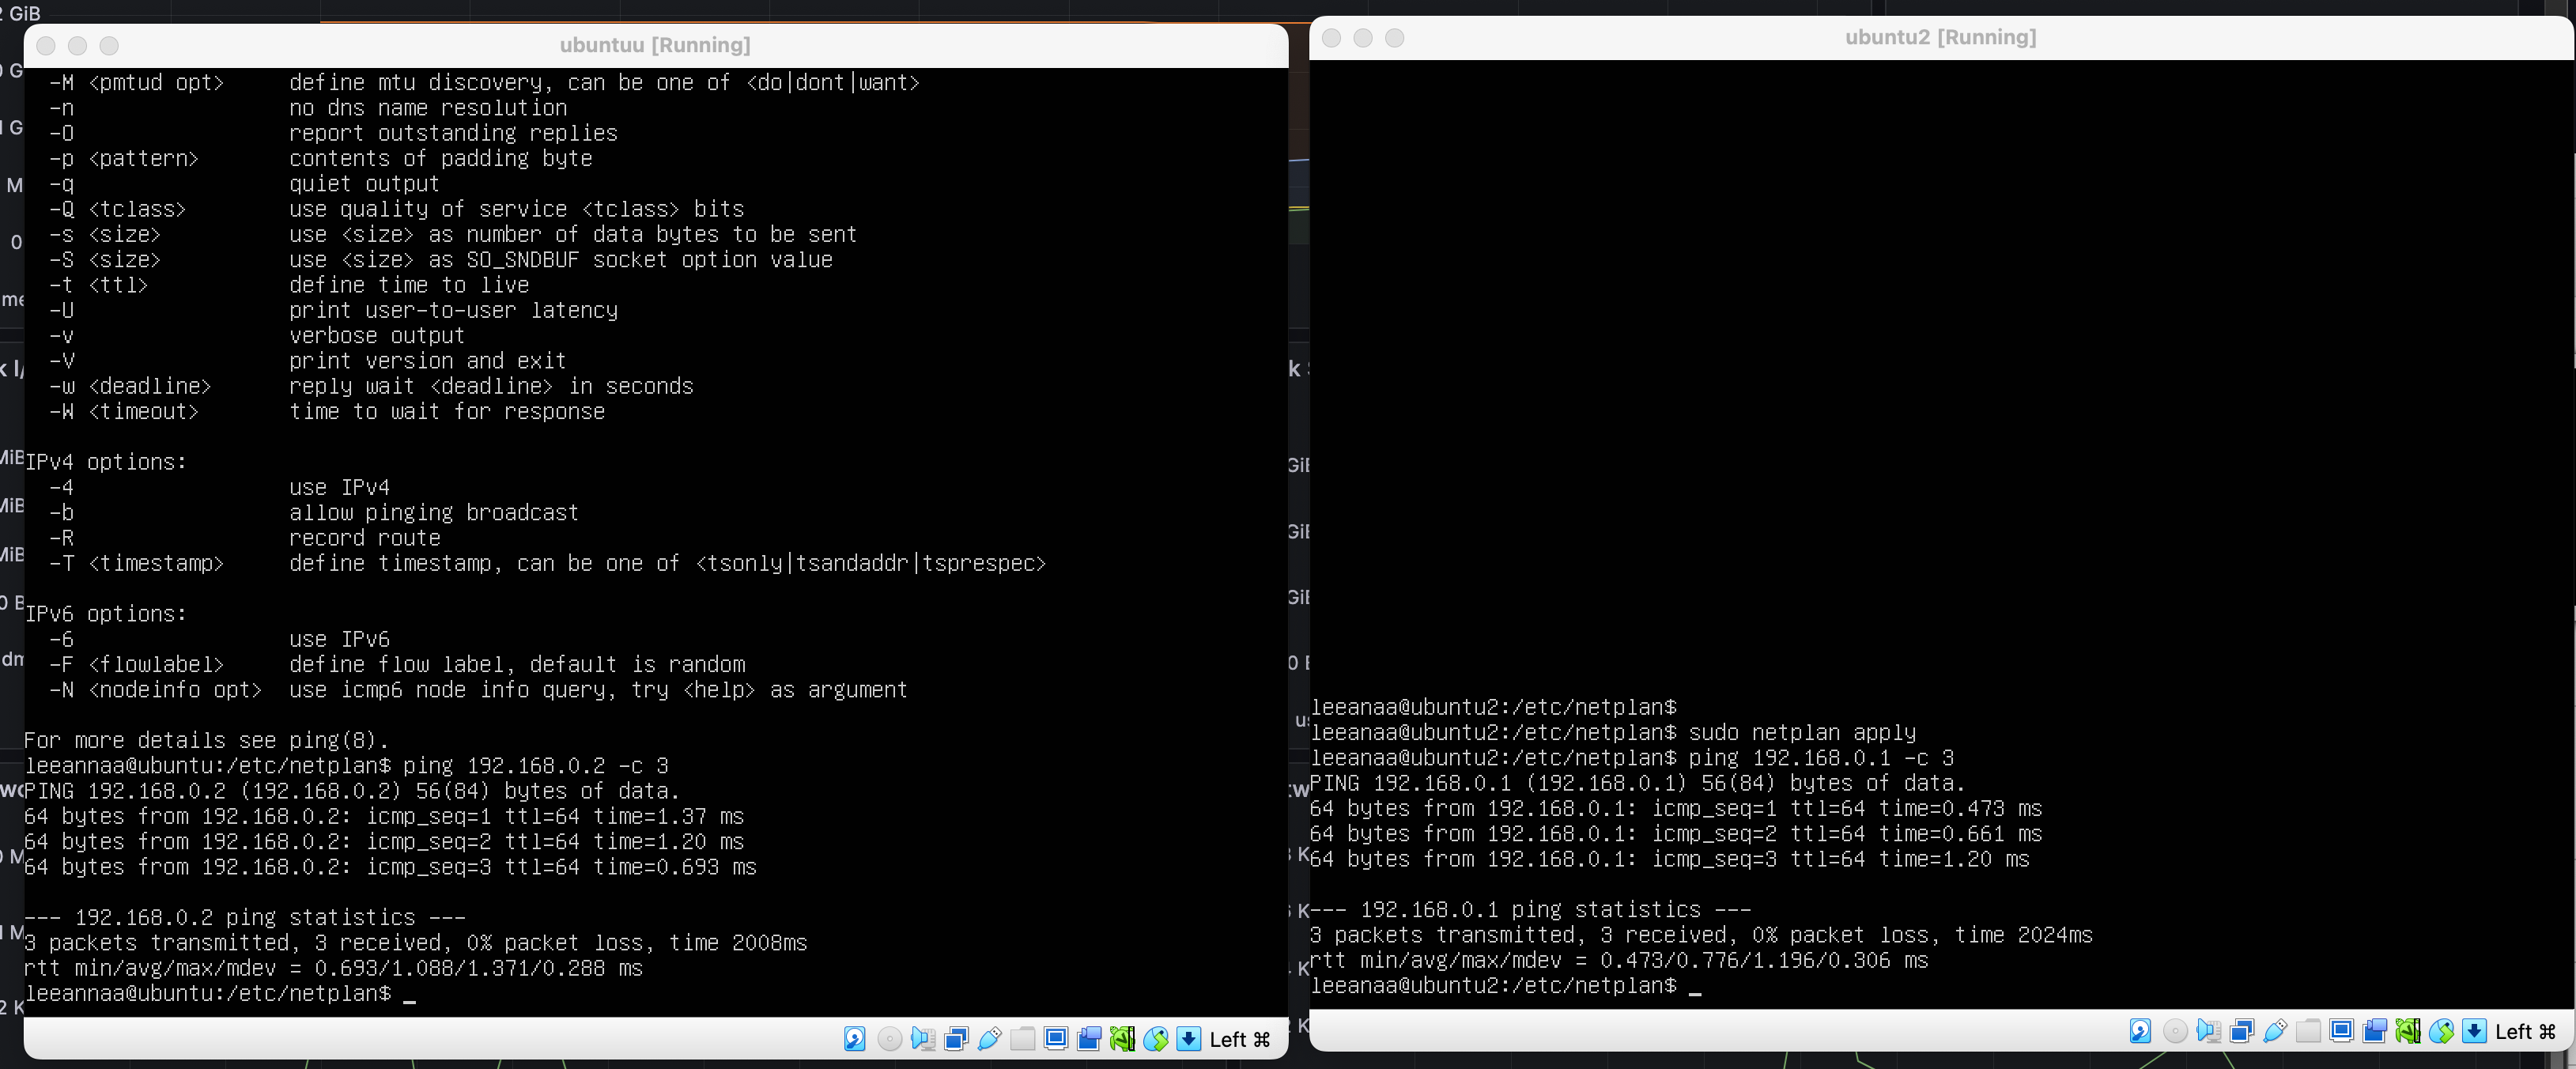 2 GiB
ubuntuu [Running]
-M <pmtud opt> define mtu discovery, can be one of <do|dont|want>
-n no dns name resolution
-O report outstanding replies
-p <pattern> contents of padding byte
-q quiet output
-Q <tclass> use quality of service <tclass> bits
-s <size> use <size> as number of data bytes to be sent
-S <size> use <size> as SO_SNDBUF socket option value
-t <ttl> define time to live
-U print user-to-user latency
-v verbose output
-V print version and exit
-w <deadline> reply wait <deadline> in seconds
-W <timeout> time to wait for response
IPv4 options:
-4 use IPv4
-b allow pinging broadcast
-R record route
-T <timestamp> define timestamp, can be one of <tsonly|tsandaddr|tsprespec>
IPv6 options:
-6 use IPv6
-F <flowlabel> define flow label, default is random
-N <nodeinfo opt> use icmp6 node info query, try <help> as argument
For more details see ping(8).
leeannaa@ubuntu:/etc/netplan$ ping 192.168.0.2 -c 3
PING 192.168.0.2 (192.168.0.2) 56(84) bytes of data.
64 bytes from 192.168.0.2: icmp_seq=1 ttl=64 time=1.37 ms
64 bytes from 192.168.0.2: icmp_seq=2 ttl=64 time=1.20 ms
64 bytes from 192.168.0.2: icmp_seq=3 ttl=64 time=0.693 ms
--- 192.168.0.2 ping statistics ---
3 packets transmitted, 3 received, 0% packet loss, time 2008ms
rtt min/avg/max/mdev = 0.693/1.088/1.371/0.288 ms
leeannaa@ubuntu:/etc/netplan$ _
Left ⌘
ubuntu2 [Running]
leeanaa@ubuntu2:/etc/netplan$
leeanaa@ubuntu2:/etc/netplan$ sudo netplan apply
leeanaa@ubuntu2:/etc/netplan$ ping 192.168.0.1 -c 3
PING 192.168.0.1 (192.168.0.1) 56(84) bytes of data.
64 bytes from 192.168.0.1: icmp_seq=1 ttl=64 time=0.473 ms
64 bytes from 192.168.0.1: icmp_seq=2 ttl=64 time=0.661 ms
64 bytes from 192.168.0.1: icmp_seq=3 ttl=64 time=1.20 ms
--- 192.168.0.1 ping statistics ---
3 packets transmitted, 3 received, 0% packet loss, time 2024ms
rtt min/avg/max/mdev = 0.473/0.776/1.196/0.306 ms
leeanaa@ubuntu2:/etc/netplan$ _
Left ⌘